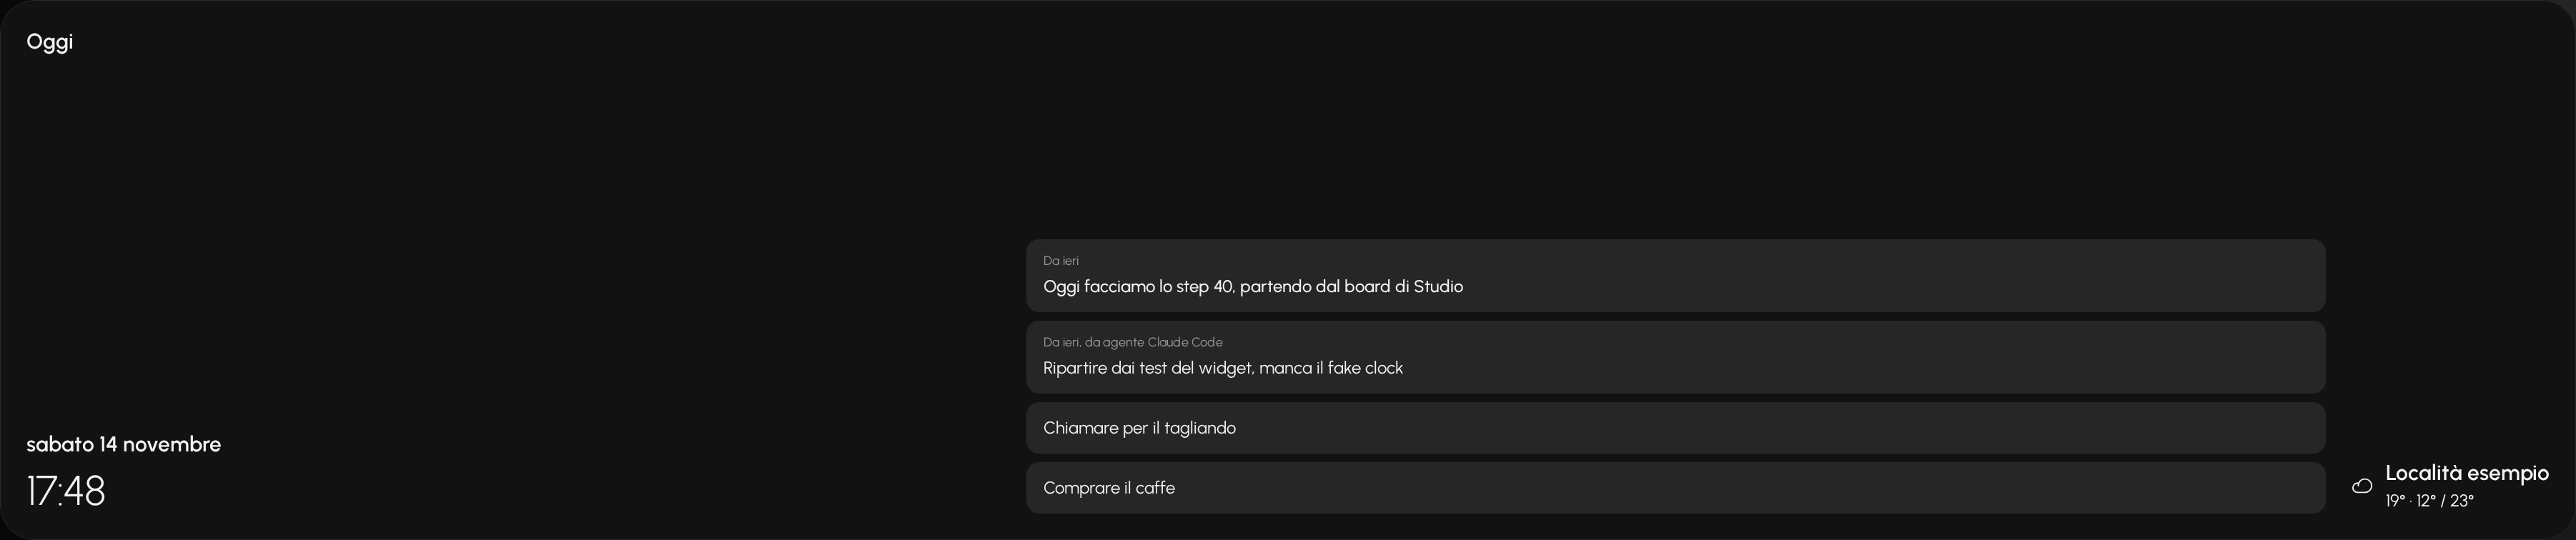 Oggi
Da ieri
Oggi facciamo lo step 40, partendo dal board di Studio
Da ieri, da agente Claude Code
Ripartire dai test del widget, manca il fake clock
Chiamare per il tagliando
Comprare il caffe
sabato 14 novembre
17:48
Località esempio
19° · 12° / 23°